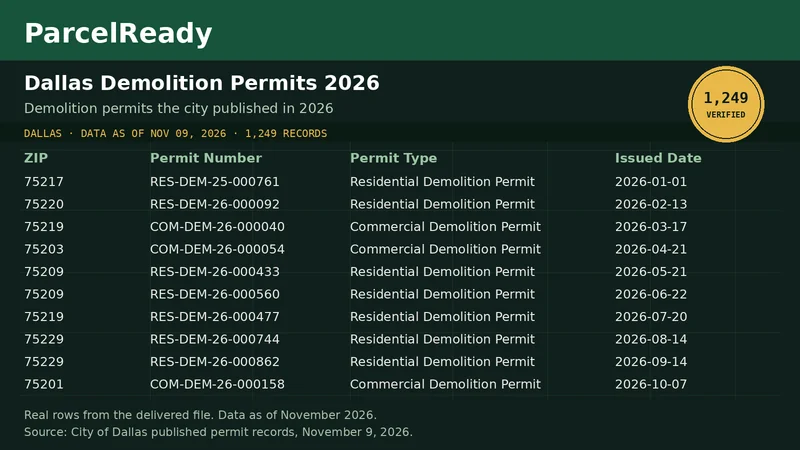 ParcelReady
Dallas Demolition Permits 2026
Demolition permits the city published in 2026
1,249
VERIFIED
DALLAS · DATA AS OF NOV 09, 2026 · 1,249 RECORDS
ZIP Permit Number Permit Type Issued Date
75217 RES-DEM-25-000761 Residential Demolition Permit 2026-01-01
75220 RES-DEM-26-000092 Residential Demolition Permit 2026-02-13
75219 COM-DEM-26-000040 Commercial Demolition Permit 2026-03-17
75203 COM-DEM-26-000054 Commercial Demolition Permit 2026-04-21
75209 RES-DEM-26-000433 Residential Demolition Permit 2026-05-21
75209 RES-DEM-26-000560 Residential Demolition Permit 2026-06-22
75219 RES-DEM-26-000477 Residential Demolition Permit 2026-07-20
75229 RES-DEM-26-000744 Residential Demolition Permit 2026-08-14
75229 RES-DEM-26-000862 Residential Demolition Permit 2026-09-14
75201 COM-DEM-26-000158 Commercial Demolition Permit 2026-10-07
Real rows from the delivered file. Data as of November 2026.
Source: City of Dallas published permit records, November 9, 2026.